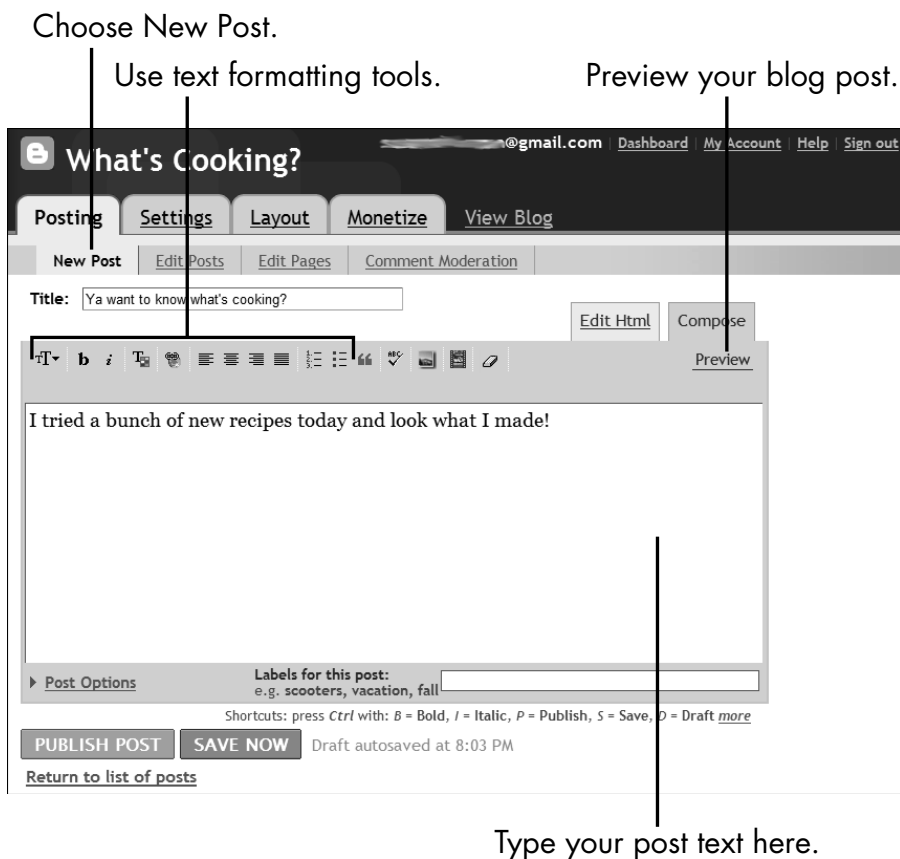 Choose New Post.
Use text formatting tools.
Preview your blog post.
What's Cooking?
@gmail.com | Dashboard | My Account | Help | Sign out
Posting Settings Layout Monetize View Blog
New Post Edit Posts Edit Pages Comment Moderation
Title: Ya want to know what's cooking?
Edit Html Compose
b i ABC Preview
I tried a bunch of new recipes today and look what I made!
Post Options
Labels for this post:
e.g. scooters, vacation, fall
Shortcuts: press Ctrl with: B = Bold, I = Italic, P = Publish, S = Save, D = Draft more
PUBLISH POST SAVE NOW Draft autosaved at 8:03 PM
Return to list of posts
Type your post text here.